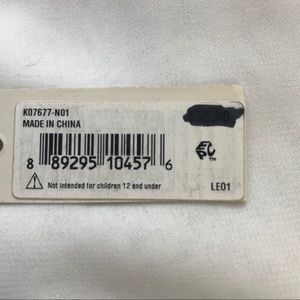 K07677-N01
MADE IN CHINA
8 89295 10457 6
Not intended for children 12 and under
LE01